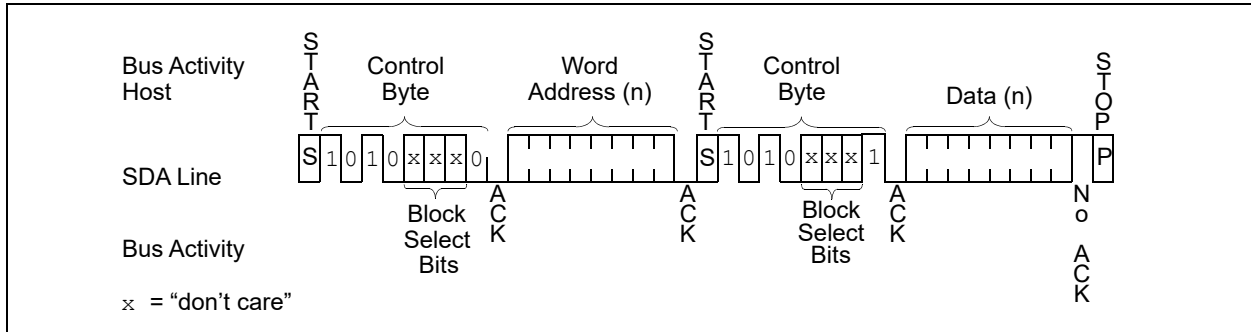 START
Bus Activity
Host
Control
Byte
Word
Address (n)
START
Control
Byte
Data (n)
STOP
SDA Line
S 1 0 1 0 x x x 0 S 1 0 1 0 x x x 1 P
Block
Select
Bits
ACK
ACK
Block
Select
Bits
ACK
No ACK
Bus Activity
x = “don’t care”